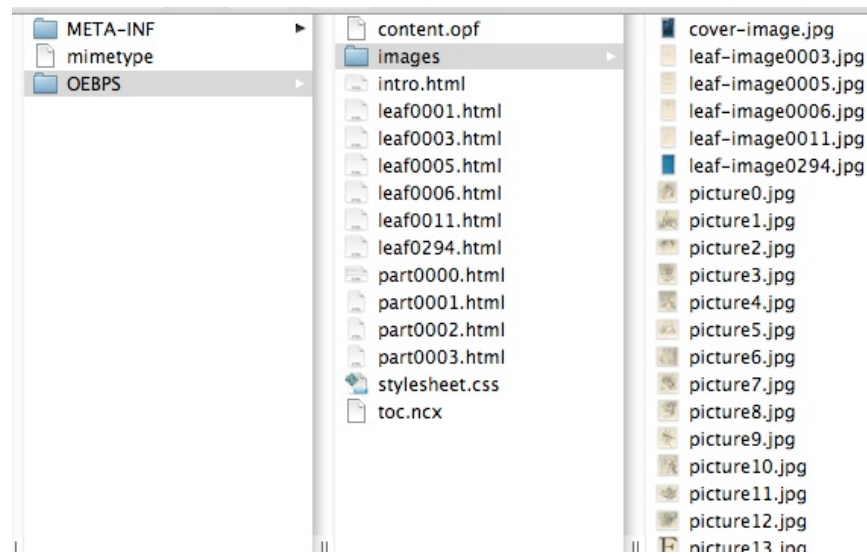 META-INF
mimetype
OEBPS
content.opf
images
intro.html
leaf0001.html
leaf0003.html
leaf0005.html
leaf0006.html
leaf0011.html
leaf0294.html
part0000.html
part0001.html
part0002.html
part0003.html
stylesheet.css
toc.ncx
cover-image.jpg
leaf-image0003.jpg
leaf-image0005.jpg
leaf-image0006.jpg
leaf-image0011.jpg
leaf-image0294.jpg
picture0.jpg
picture1.jpg
picture2.jpg
picture3.jpg
picture4.jpg
picture5.jpg
picture6.jpg
picture7.jpg
picture8.jpg
picture9.jpg
picture10.jpg
picture11.jpg
picture12.jpg
picture13.jpg